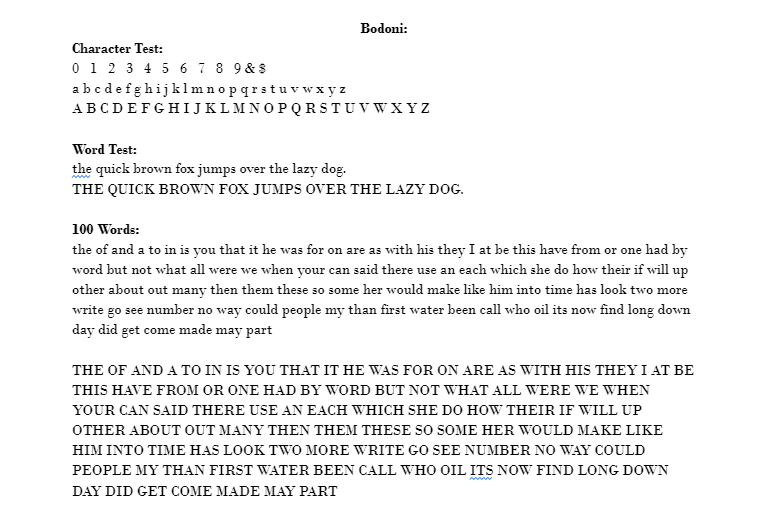 Bodoni:
Character Test:
0 1 2 3 4 5 6 7 8 9 & $
a b c d e f g h i j k l m n o p q r s t u v w x y z
A B C D E F G H I J K L M N O P Q R S T U V W X Y Z
Word Test:
the quick brown fox jumps over the lazy dog.
THE QUICK BROWN FOX JUMPS OVER THE LAZY DOG.
100 Words:
the of and a to in is you that it he was for on are as with his they I at be this have from or one had by
word but not what all were we when your can said there use an each which she do how their if will up
other about out many then them these so some her would make like him into time has look two more
write go see number no way could people my than first water been call who oil its now find long down
day did get come made may part
THE OF AND A TO IN IS YOU THAT IT HE WAS FOR ON ARE AS WITH HIS THEY I AT BE
THIS HAVE FROM OR ONE HAD BY WORD BUT NOT WHAT ALL WERE WE WHEN
YOUR CAN SAID THERE USE AN EACH WHICH SHE DO HOW THEIR IF WILL UP
OTHER ABOUT OUT MANY THEN THEM THESE SO SOME HER WOULD MAKE LIKE
HIM INTO TIME HAS LOOK TWO MORE WRITE GO SEE NUMBER NO WAY COULD
PEOPLE MY THAN FIRST WATER BEEN CALL WHO OIL ITS NOW FIND LONG DOWN
DAY DID GET COME MADE MAY PART